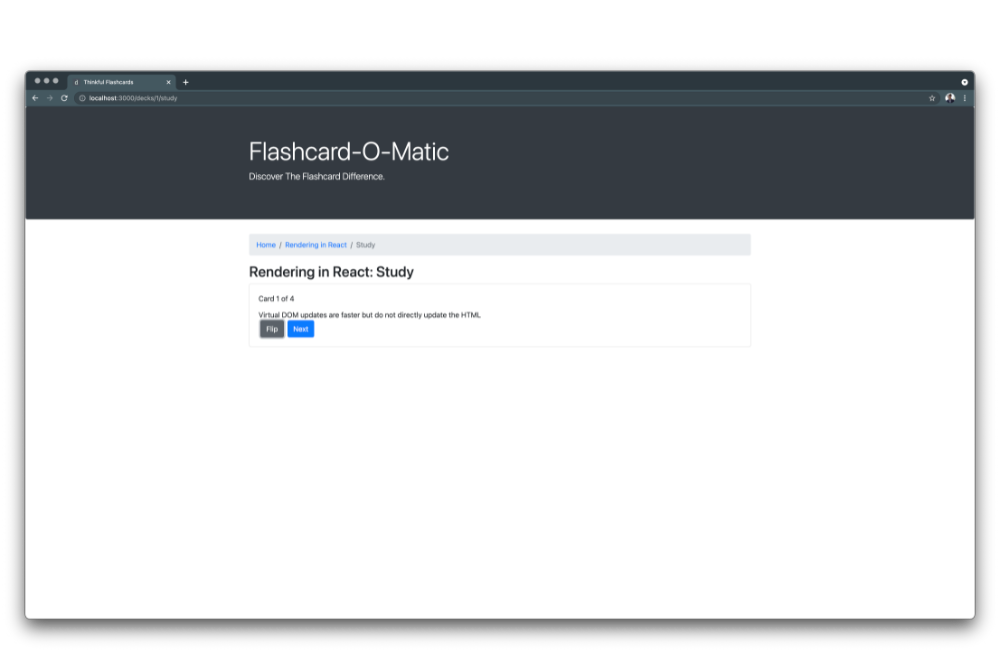 Thinkful Flashcards
localhost:3000/decks/1/study
Flashcard-O-Matic
Discover The Flashcard Difference.
Home / Rendering in React / Study
Rendering in React: Study
Card 1 of 4
Virtual DOM updates are faster but do not directly update the HTML
Flip Next